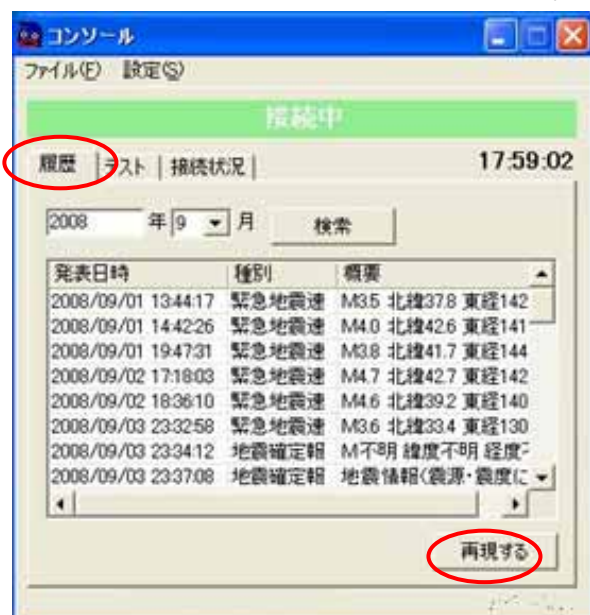 コンソール
ファイル(F) 設定(S)
接続中
履歴 テスト 接続状況 17:59:02
2008 年 9 月 検索
発表日時 種別 概要
2008/09/01 13:44:17 緊急地震速 M3.5 北緯37.8 東経142
2008/09/01 14:42:26 緊急地震速 M4.0 北緯42.6 東経141
2008/09/01 19:47:31 緊急地震速 M3.8 北緯41.7 東経144
2008/09/02 17:18:03 緊急地震速 M4.7 北緯42.7 東経142
2008/09/02 18:36:10 緊急地震速 M4.6 北緯39.2 東経140
2008/09/03 23:32:58 緊急地震速 M3.6 北緯33.4 東経130
2008/09/03 23:34:12 地震確定報 M不明 緯度不明 経度
2008/09/03 23:37:08 地震確定報 地震情報(震源・震度に
再現する